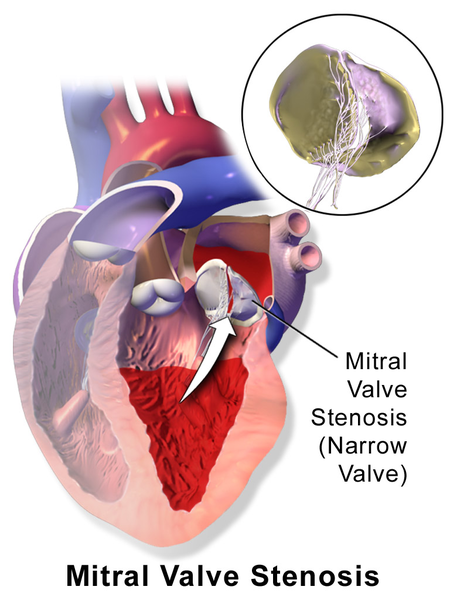 Mitral
Valve
Stenosis
(Narrow
Valve)
Mitral Valve Stenosis